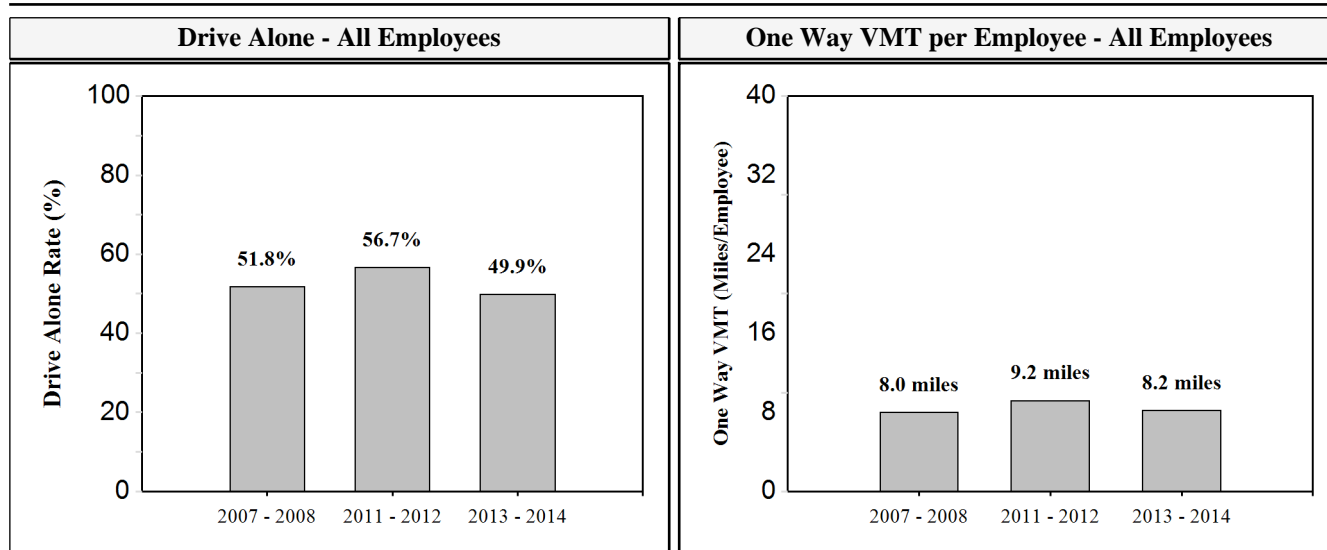 Drive Alone - All Employees
One Way VMT per Employee - All Employees
Drive Alone Rate (%)
100
80
60
40
20
0
51.8%
56.7%
49.9%
2007 - 2008
2011 - 2012
2013 - 2014
One Way VMT (Miles/Employee)
40
32
24
16
8
0
8.0 miles
9.2 miles
8.2 miles
2007 - 2008
2011 - 2012
2013 - 2014